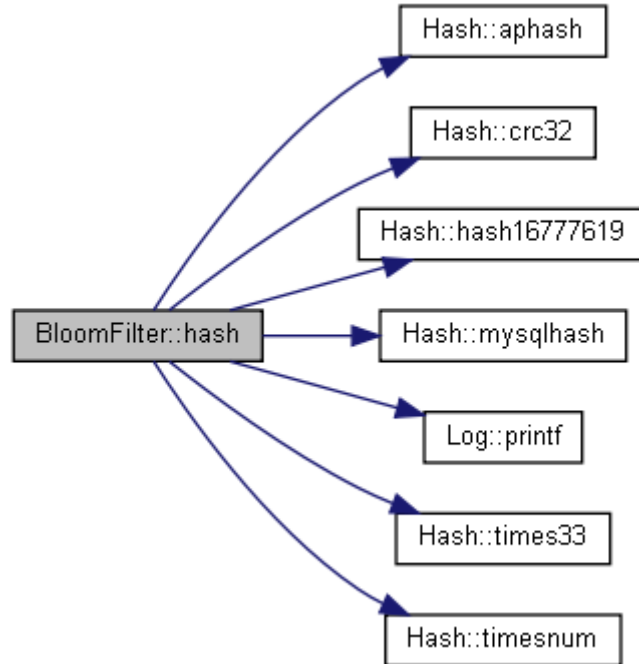 Hash::aphash
Hash::crc32
Hash::hash16777619
BloomFilter::hash
Hash::mysqlhash
Log::printf
Hash::times33
Hash::timesnum